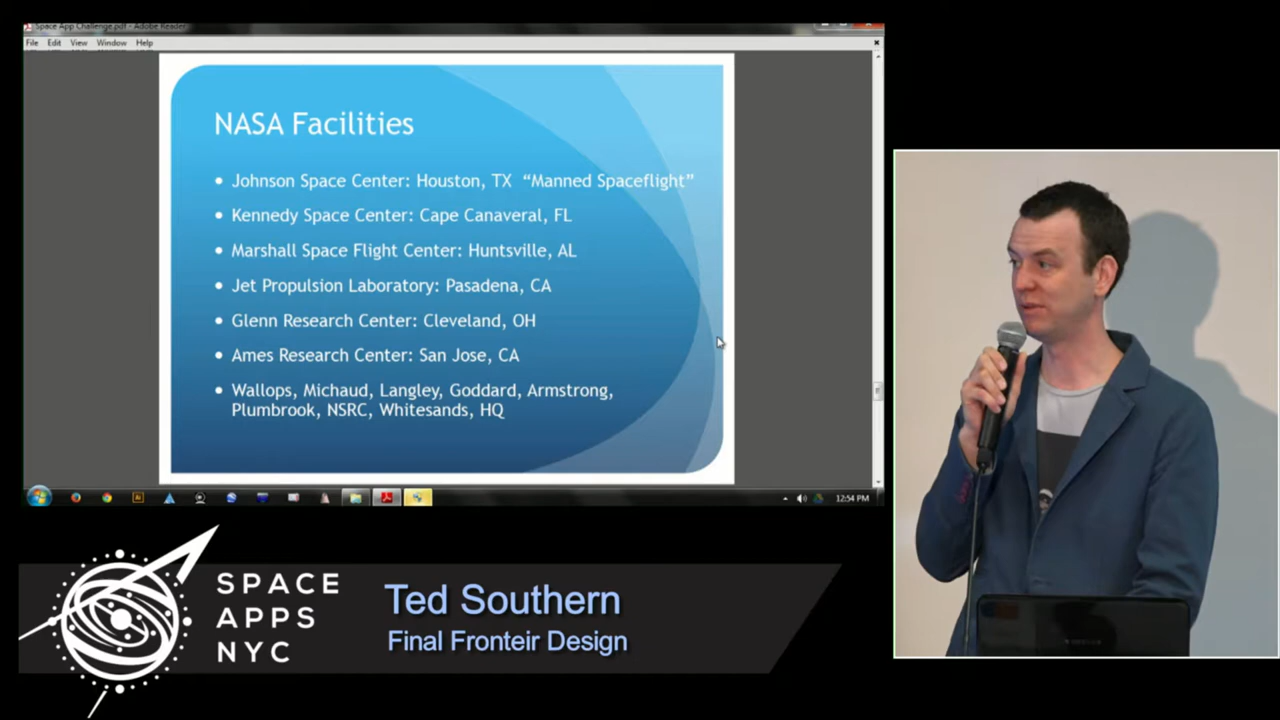 Space App Challenge.pdf - Adobe Reader
File Edit View Window Help
NASA Facilities
Johnson Space Center: Houston, TX "Manned Spaceflight"
Kennedy Space Center: Cape Canaveral, FL
Marshall Space Flight Center: Huntsville, AL
Jet Propulsion Laboratory: Pasadena, CA
Glenn Research Center: Cleveland, OH
Ames Research Center: San Jose, CA
Wallops, Michaud, Langley, Goddard, Armstrong,
Plumbrook, NSRC, Whitesands, HQ
12:54 PM
SPACE
APPS
NYC
Ted Southern
Final Fronteir Design